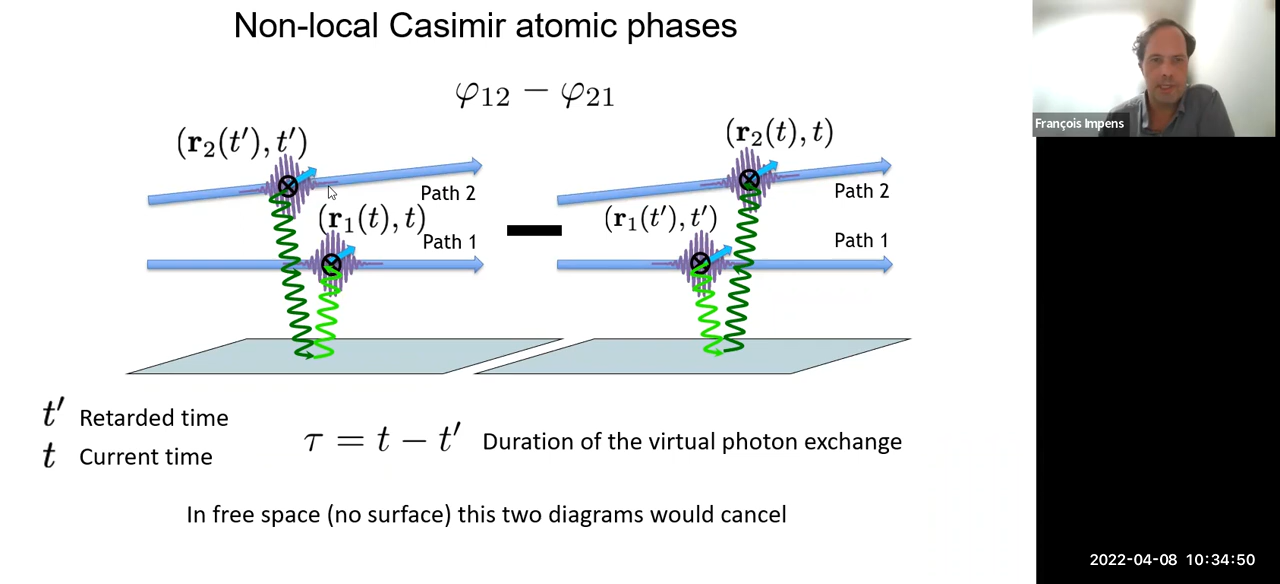 Non-local Casimir atomic phases
φ₁₂ − φ₂₁
(r₂(t′), t′)
Path 2
(r₁(t), t)
Path 1
(r₂(t), t)
Path 2
(r₁(t′), t′)
Path 1
t′ Retarded time
t Current time
τ = t − t′ Duration of the virtual photon exchange
In free space (no surface) this two diagrams would cancel
François Impens
2022-04-08 10:34:50